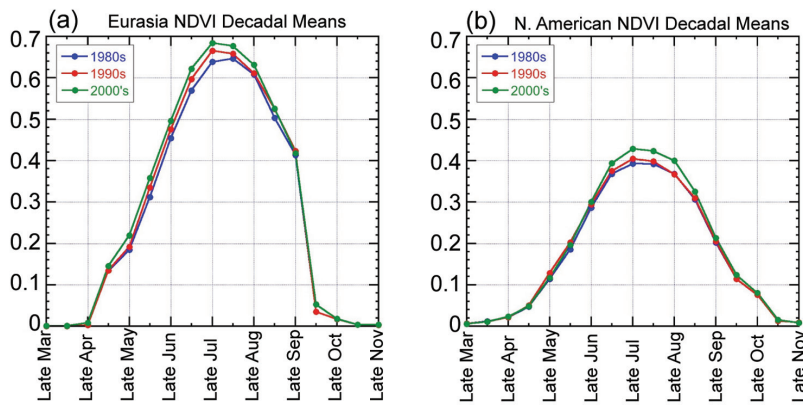 (a) Eurasia NDVI Decadal Means
0.7
0.6
0.5
0.4
0.3
0.2
0.1
0
1980s
1990s
2000's
Late Mar
Late Apr
Late May
Late Jun
Late Jul
Late Aug
Late Sep
Late Oct
Late Nov
(b) N. American NDVI Decadal Means
0.7
0.6
0.5
0.4
0.3
0.2
0.1
0
1980s
1990s
2000's
Late Mar
Late Apr
Late May
Late Jun
Late Jul
Late Aug
Late Sep
Late Oct
Late Nov